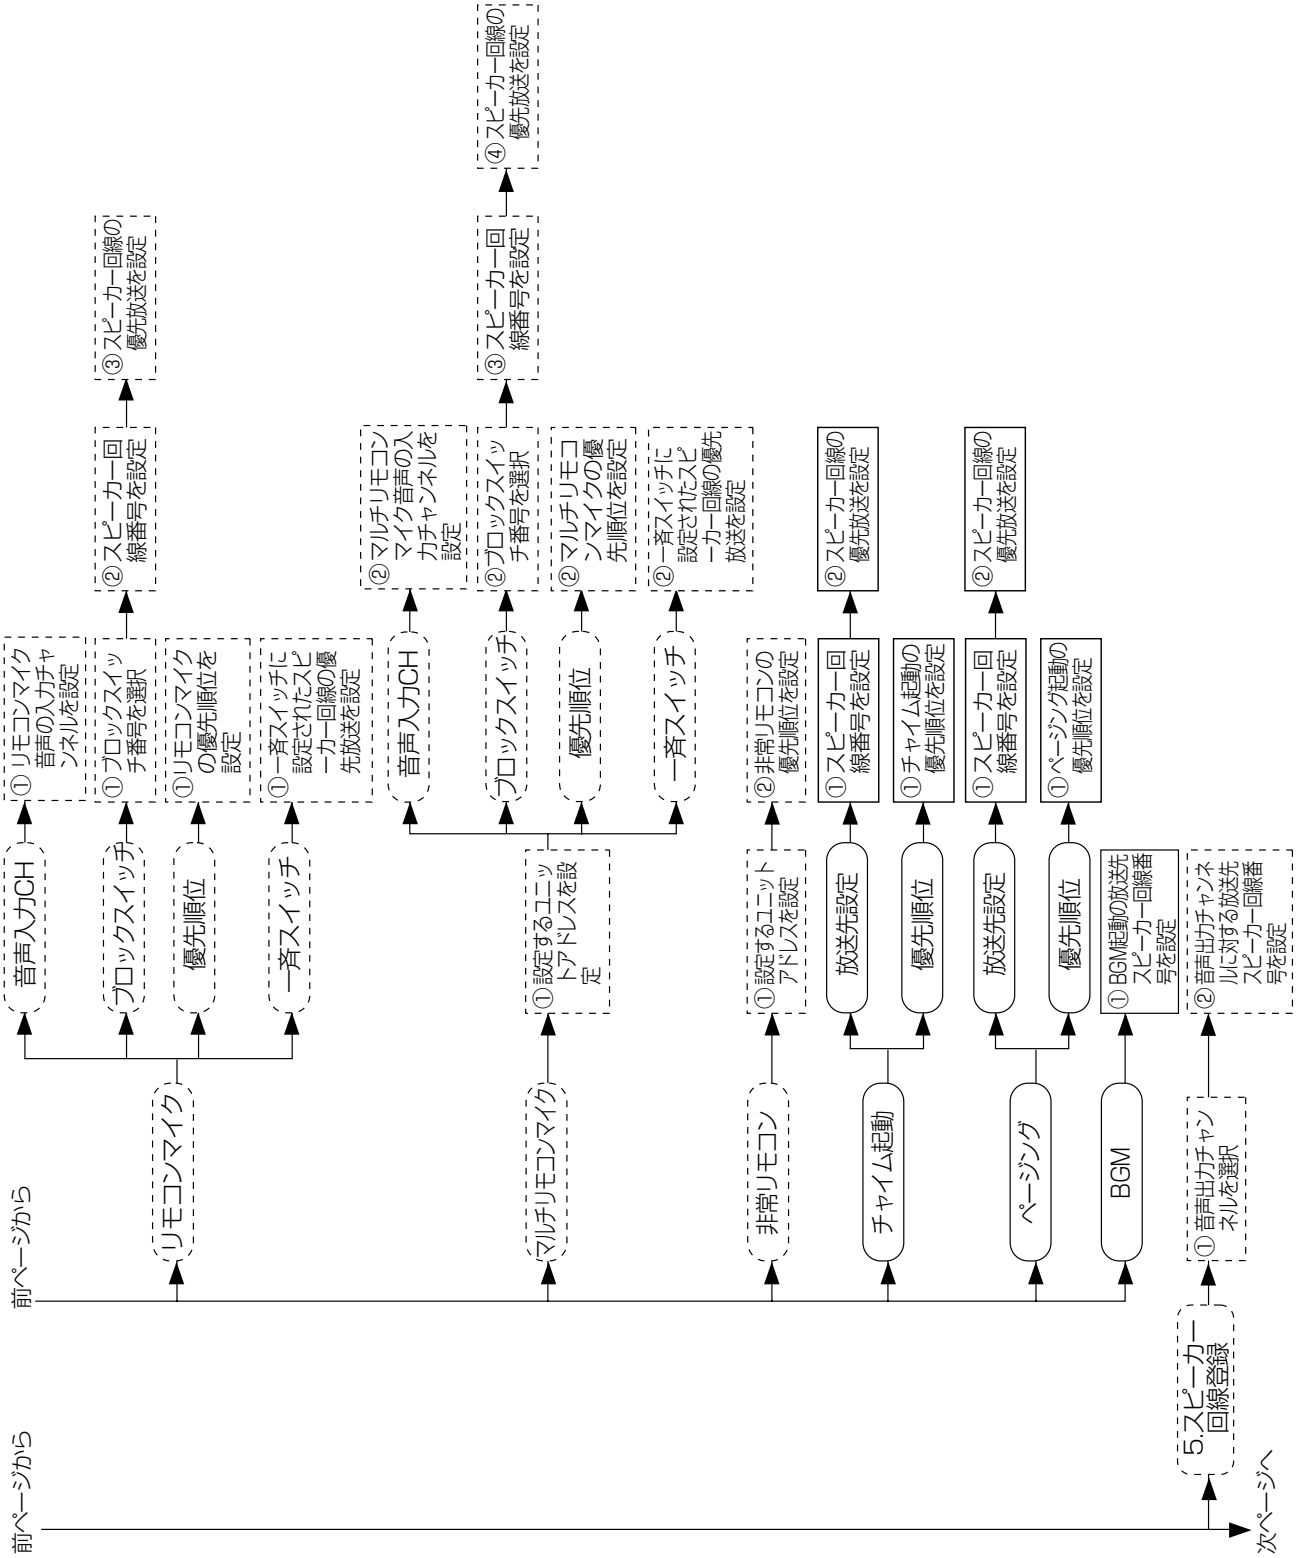 前ページから
前ページから
リモコンマイク
音声入力CH
① リモコンマイク
音声の入力チャ
ンネルを設定
ブロックスイッチ
① ブロックスイッ
チ番号を選択
② スピーカー回
線番号を設定
③ スピーカー回線の
優先放送を設定
優先順位
①リモコンマイク
の優先順位を
設定
一斉スイッチ
① 一斉スイッチに
設定されたスピ
ーカー回線の優
先放送を設定
マルチリモコンマイク
① 設定するユニッ
トアドレスを設
定
音声入力CH
② マルチリモコン
マイク音声の入
力チャンネルを
設定
ブロックスイッチ
②ブロックスイッ
チ番号を選択
③ スピーカー回
線番号を設定
④ スピーカー回線の
優先放送を設定
優先順位
② マルチリモコ
ンマイクの優
先順位を設定
一斉スイッチ
② 一斉スイッチに
設定されたスピ
ーカー回線の優先
放送を設定
非常リモコン
① 設定するユニット
アドレスを設定
② 非常リモコンの
優先順位を設定
チャイム起動
放送先設定
① スピーカー回
線番号を設定
② スピーカー回線の
優先放送を設定
優先順位
① チャイム起動の
優先順位を設定
ページング
放送先設定
① スピーカー回
線番号を設定
② スピーカー回線の
優先放送を設定
優先順位
① ページング起動の
優先順位を設定
BGM
① BGM起動の放送先
スピーカー回線番
号を設定
5.スピーカー
回線登録
① 音声出力チャン
ネルを選択
② 音声出力チャンネ
ルに対する放送先
スピーカー回線番
号を設定
次ページへ